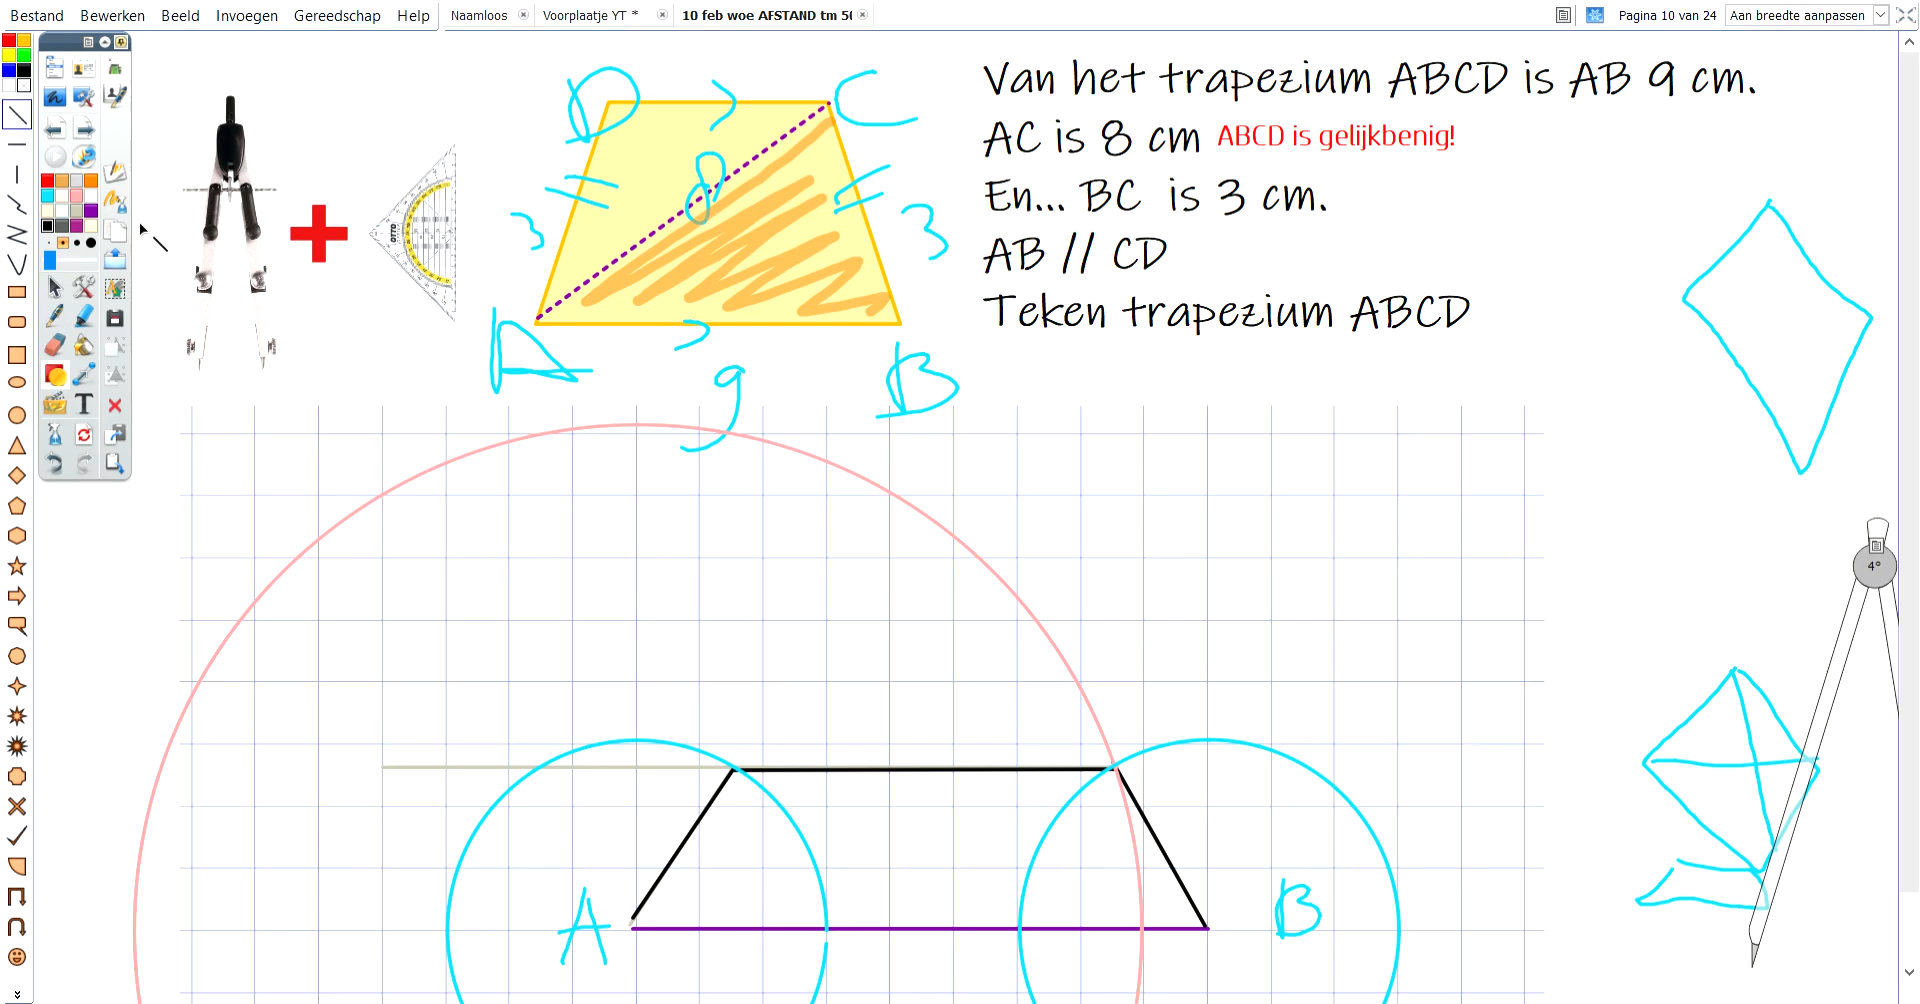 Bestand Bewerken Beeld Invoegen Gereedschap Help
Naamloos
Voorplaatje YT *
10 feb woe AFSTAND tm 5
Pagina 10 van 24
Aan breedte aanpassen
Van het trapezium ABCD is AB 9 cm.
AC is 8 cm ABCD is gelijkbenig!
En... BC is 3 cm.
AB // CD
Teken trapezium ABCD
D
C
8
3
3
OTTO
A
9
B
T
4°
A
B